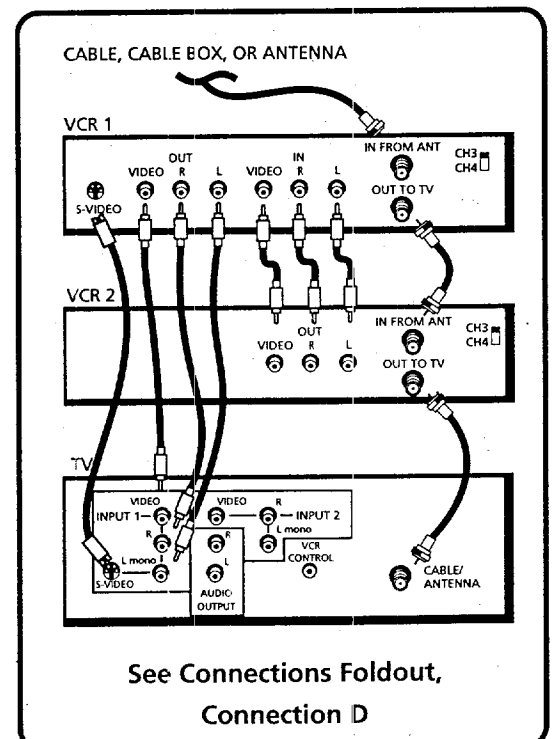 CABLE, CABLE BOX, OR ANTENNA
VCR 1
OUT IN IN FROM ANT
VIDEO R L VIDEO R L CH3
CH4
S-VIDEO OUT TO TV
VCR 2
OUT IN FROM ANT
VIDEO R L CH3
CH4
OUT TO TV
TV
VIDEO VIDEO R
INPUT 1 INPUT 2
R R L mono
L mono L VCR
CONTROL
S-VIDEO AUDIO
OUTPUT
CABLE/
ANTENNA
See Connections Foldout,
Connection D